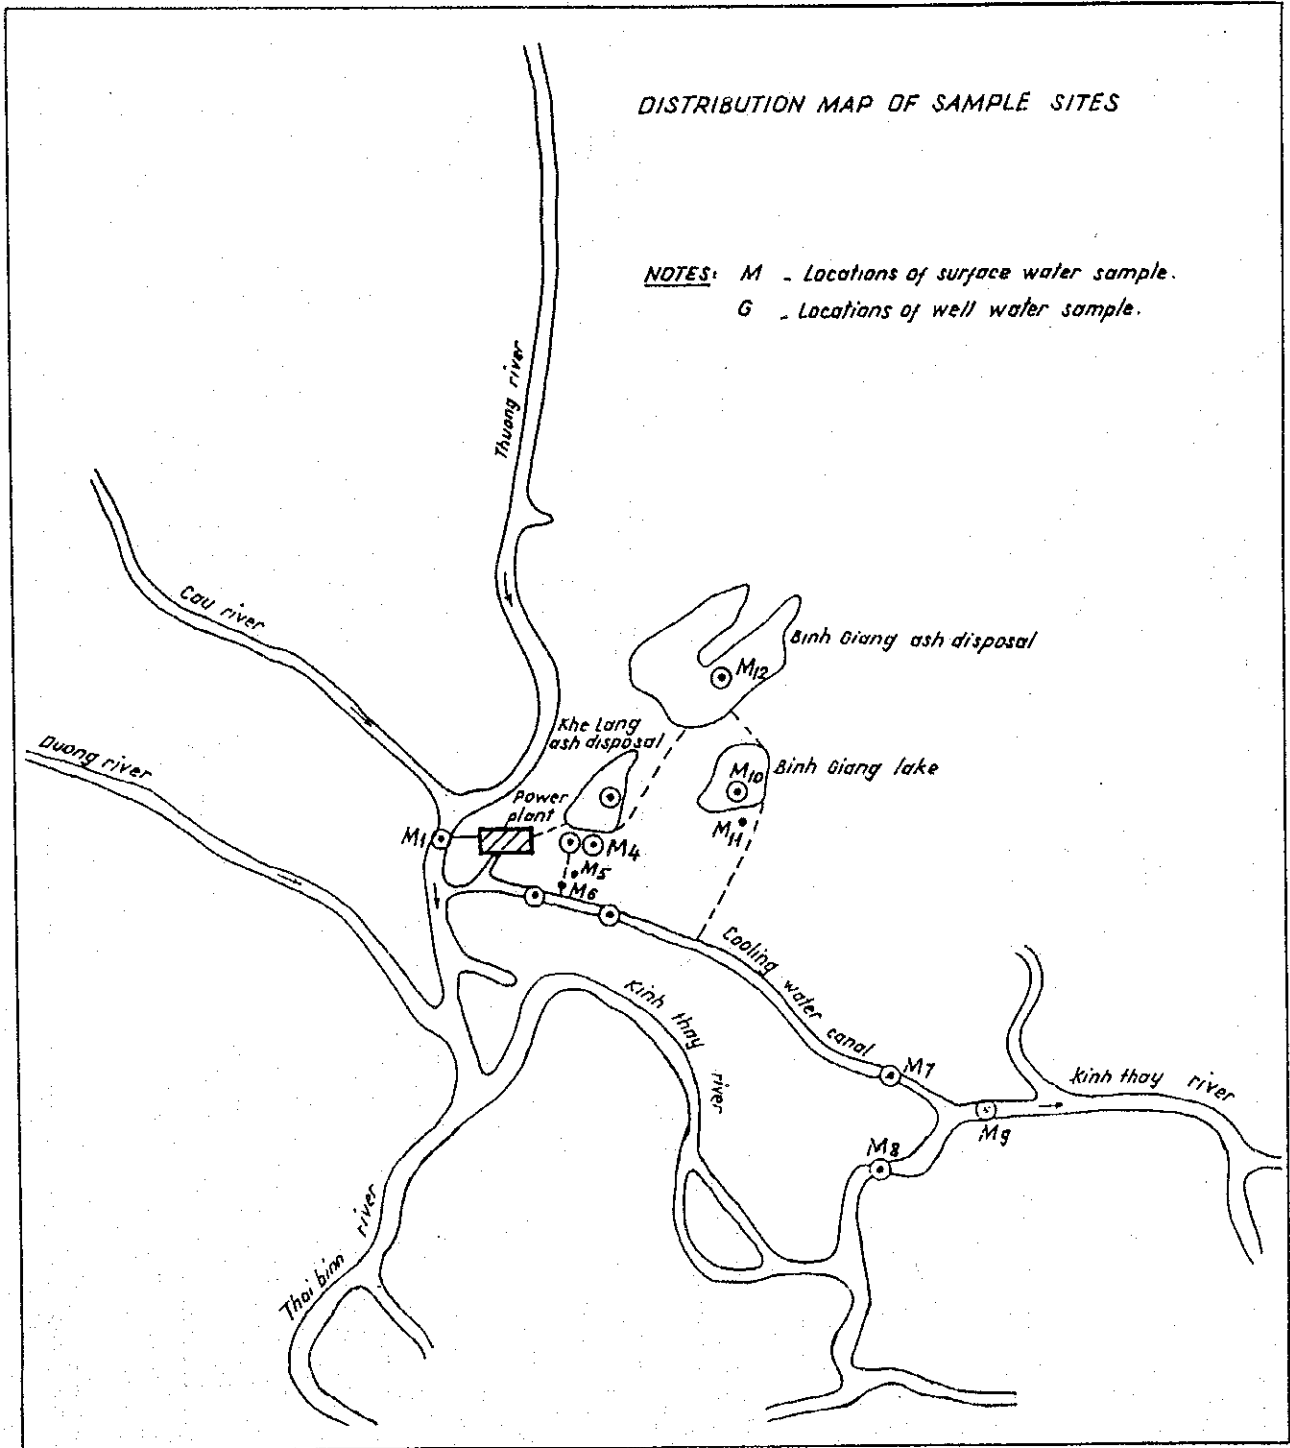 DISTRIBUTION MAP OF SAMPLE SITES
NOTES: M - Locations of surface water sample.
G - Locations of well water sample.
Thuong river
Cau river
Duong river
Binh Giang ash disposal
M12
Khe Lang
ash disposal
Binh Giang lake
M10
Power
plant
M1
M11
M4
M5
M6
Cooling water canal
Kinh thay river
M7
Kinh thay river
M9
M8
Thai binh river